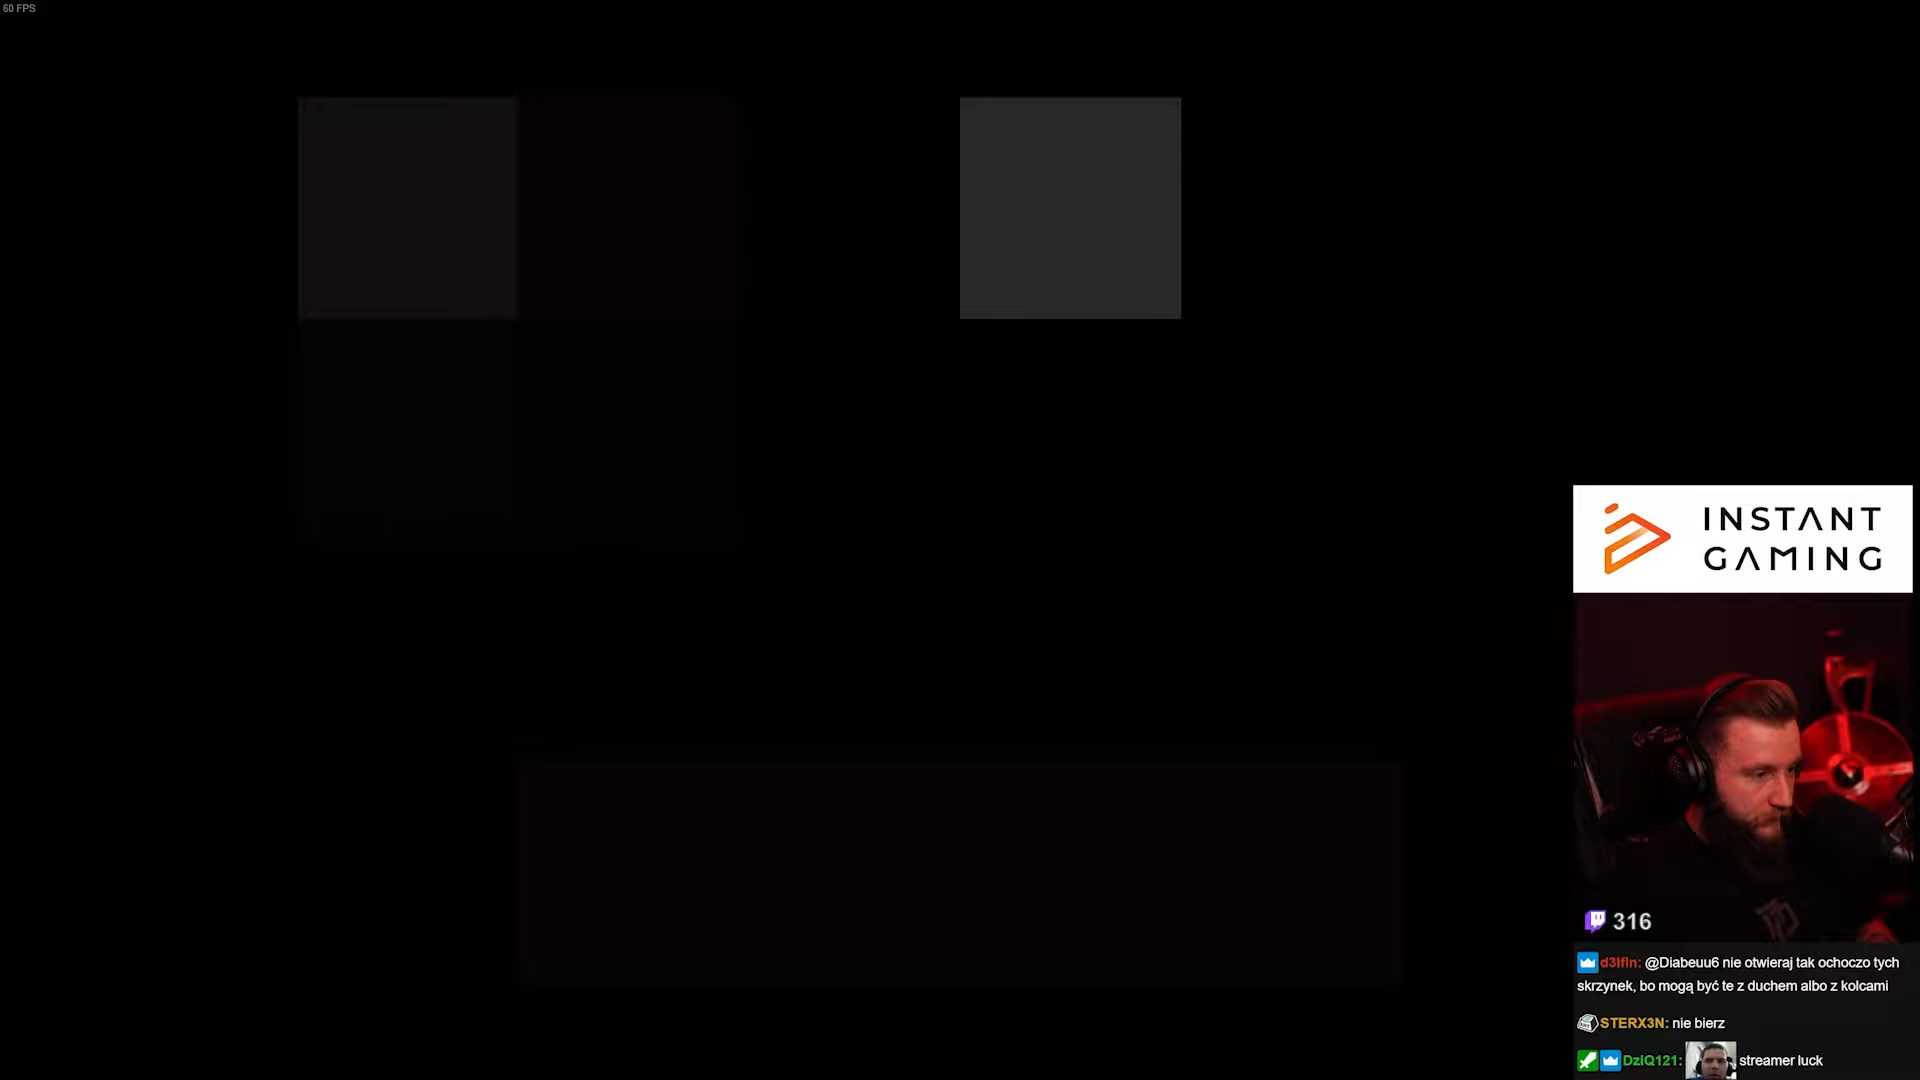 60 FPS
INSTANT
GAMING
316
d3lfln: @Diabeuu6 nie otwieraj tak ochoczo tych
skrzynek, bo mogą być te z duchem albo z kolcami
STERX3N: nie bierz
DziQ121: streamer luck